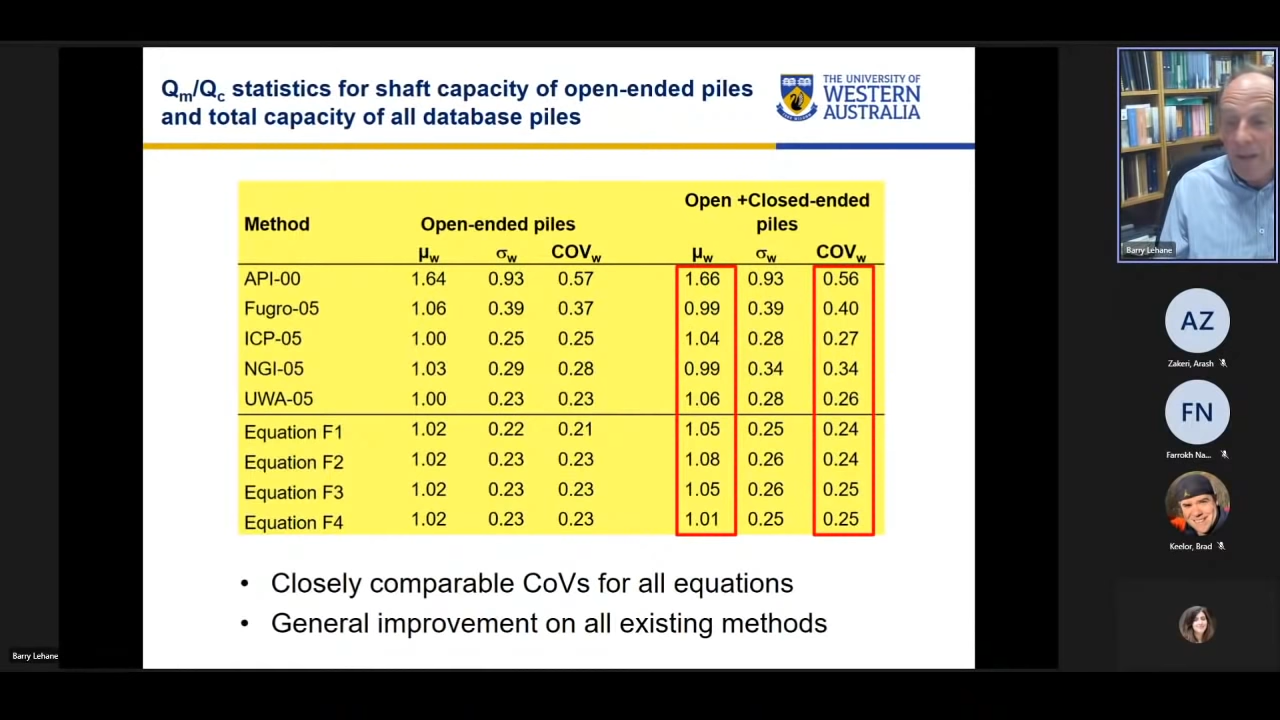 Qm/Qc statistics for shaft capacity of open-ended piles
and total capacity of all database piles
THE UNIVERSITY OF
WESTERN
AUSTRALIA
Open +Closed-ended
Method Open-ended piles piles
μw σw COVw μw σw COVw
API-00 1.64 0.93 0.57 1.66 0.93 0.56
Fugro-05 1.06 0.39 0.37 0.99 0.39 0.40
ICP-05 1.00 0.25 0.25 1.04 0.28 0.27
NGI-05 1.03 0.29 0.28 0.99 0.34 0.34
UWA-05 1.00 0.23 0.23 1.06 0.28 0.26
Equation F1 1.02 0.22 0.21 1.05 0.25 0.24
Equation F2 1.02 0.23 0.23 1.08 0.26 0.24
Equation F3 1.02 0.23 0.23 1.05 0.26 0.25
Equation F4 1.02 0.23 0.23 1.01 0.25 0.25
• Closely comparable CoVs for all equations
• General improvement on all existing methods
Barry Lehane
Barry Lehane
AZ
Zakeri, Arash
FN
Farrokh Na...
Keelor, Brad